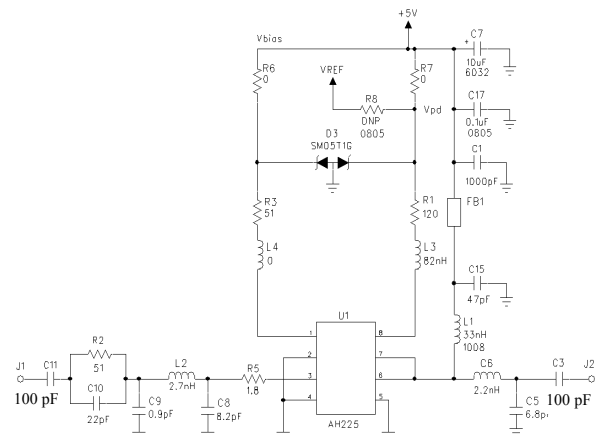 +5V
Vbias
+ C7
10uF
6032
R6
0
VREF
R7
0
R8
DNP
0805
Vpd
C17
0.1uF
0805
D3
SM05T1G
C1
1000pF
R3
51
R1
120
FB1
L4
0
L3
82nH
C15
47pF
U1
L1
33nH
1008
1
8
J1
C11
R2
51
L2
2.7nH
R5
1.8
2
7
C6
2.2nH
C3
J2
3
6
100 pF
C10
22pF
C9
0.9pF
C8
8.2pF
4
5
C5
6.8p
100 pF
AH225